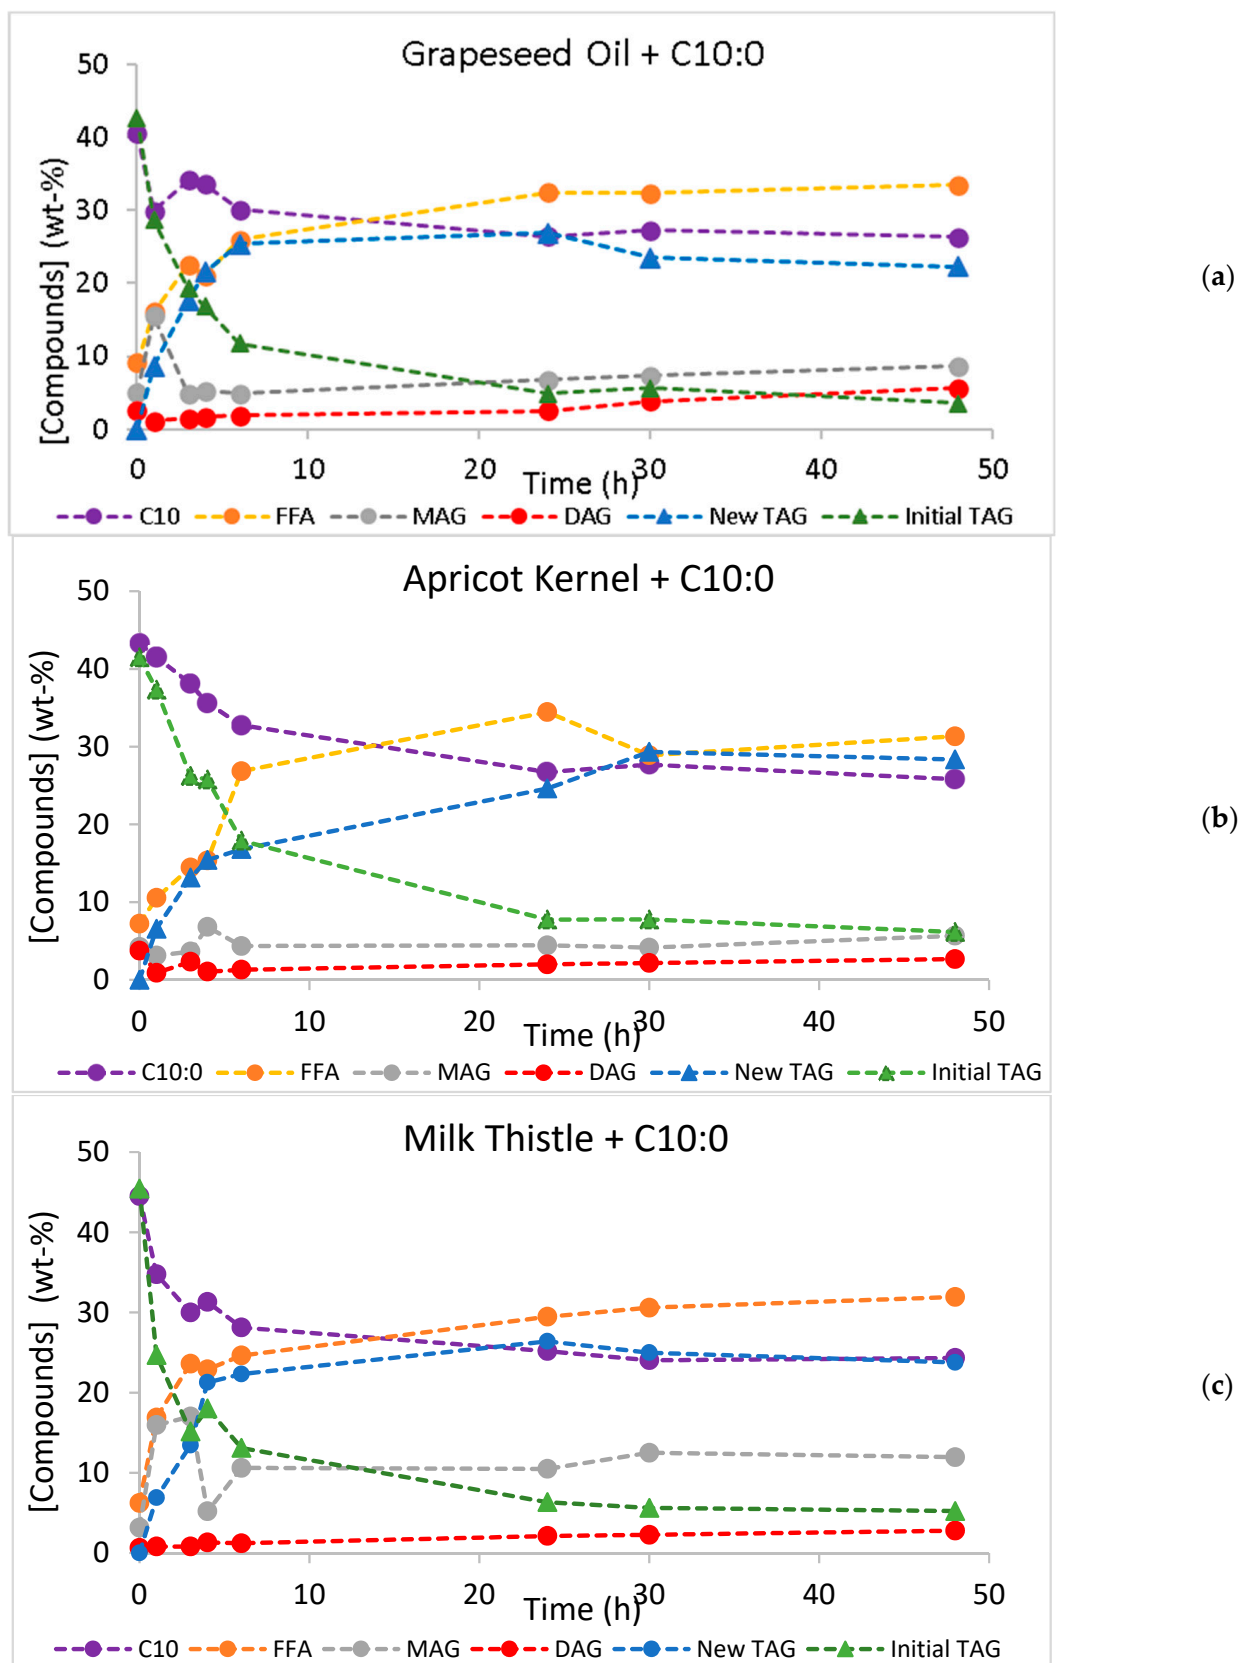 Grapeseed Oil + C10:0
[Compounds] (wt-%)
50
40
30
20
10
0
0 10 20 30 40 50
Time (h)
C10 FFA MAG DAG New TAG Initial TAG
(a)
Apricot Kernel + C10:0
[Compounds] (wt-%)
50
40
30
20
10
0
0 10 20 30 40 50
Time (h)
C10:0 FFA MAG DAG New TAG Initial TAG
(b)
Milk Thistle + C10:0
[Compounds] (wt-%)
50
40
30
20
10
0
0 10 20 30 40 50
Time (h)
C10 FFA MAG DAG New TAG Initial TAG
(c)